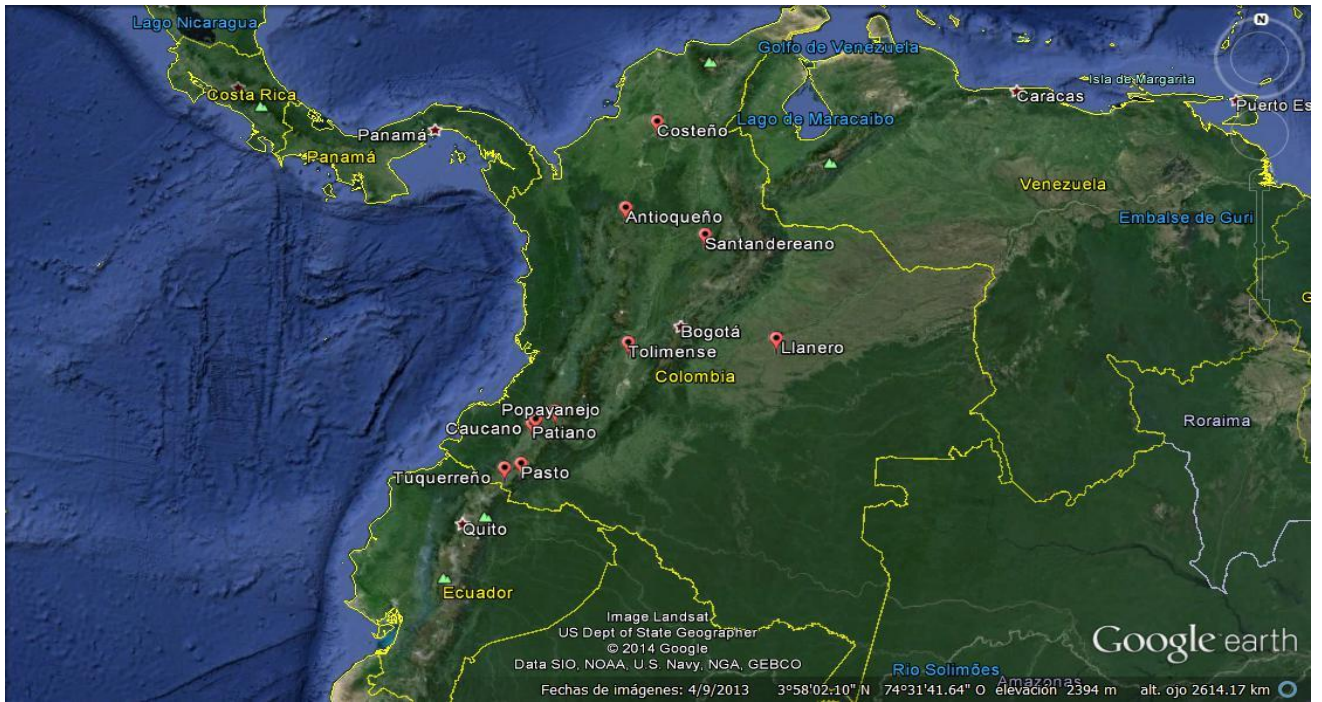 Lago Nicaragua
N
Golfo de Venezuela
Isla de Margarita
Costa Rica
Caracas
Puerto Es
Lago de Maracaibo
Costeño
Panamá
Panamá
Venezuela
Antioqueño
Embalse de Guri
Santandereano
G
Bogotá
Tolimense
Llanero
Colombia
Popayanejo
Roraima
Caucano
Patiano
Tuquerreño
Pasto
Quito
Ecuador
Image Landsat
US Dept of State Geographer
© 2014 Google
Data SIO, NOAA, U.S. Navy, NGA, GEBCO
Google earth
Rio Solimões
Amazonas
Fechas de imágenes: 4/9/2013 3°58'02.10" N 74°31'41.64" O elevación 2394 m alt. ojo 2614.17 km